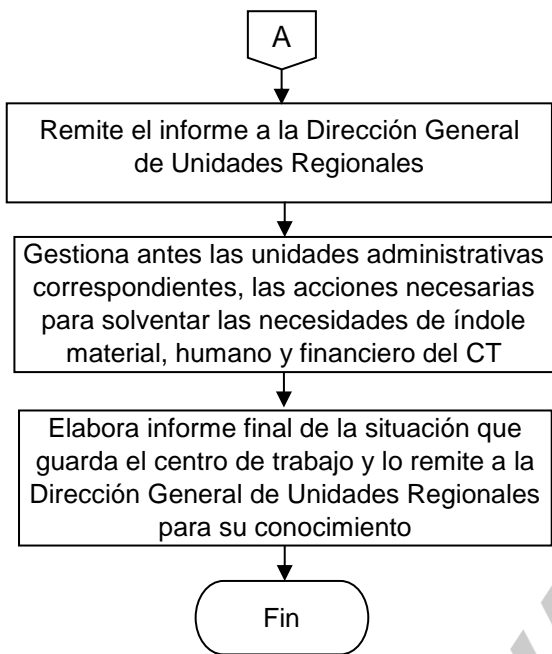 A
Remite el informe a la Dirección General
de Unidades Regionales
Gestiona antes las unidades administrativas
correspondientes, las acciones necesarias
para solventar las necesidades de índole
material, humano y financiero del CT
Elabora informe final de la situación que
guarda el centro de trabajo y lo remite a la
Dirección General de Unidades Regionales
para su conocimiento
Fin